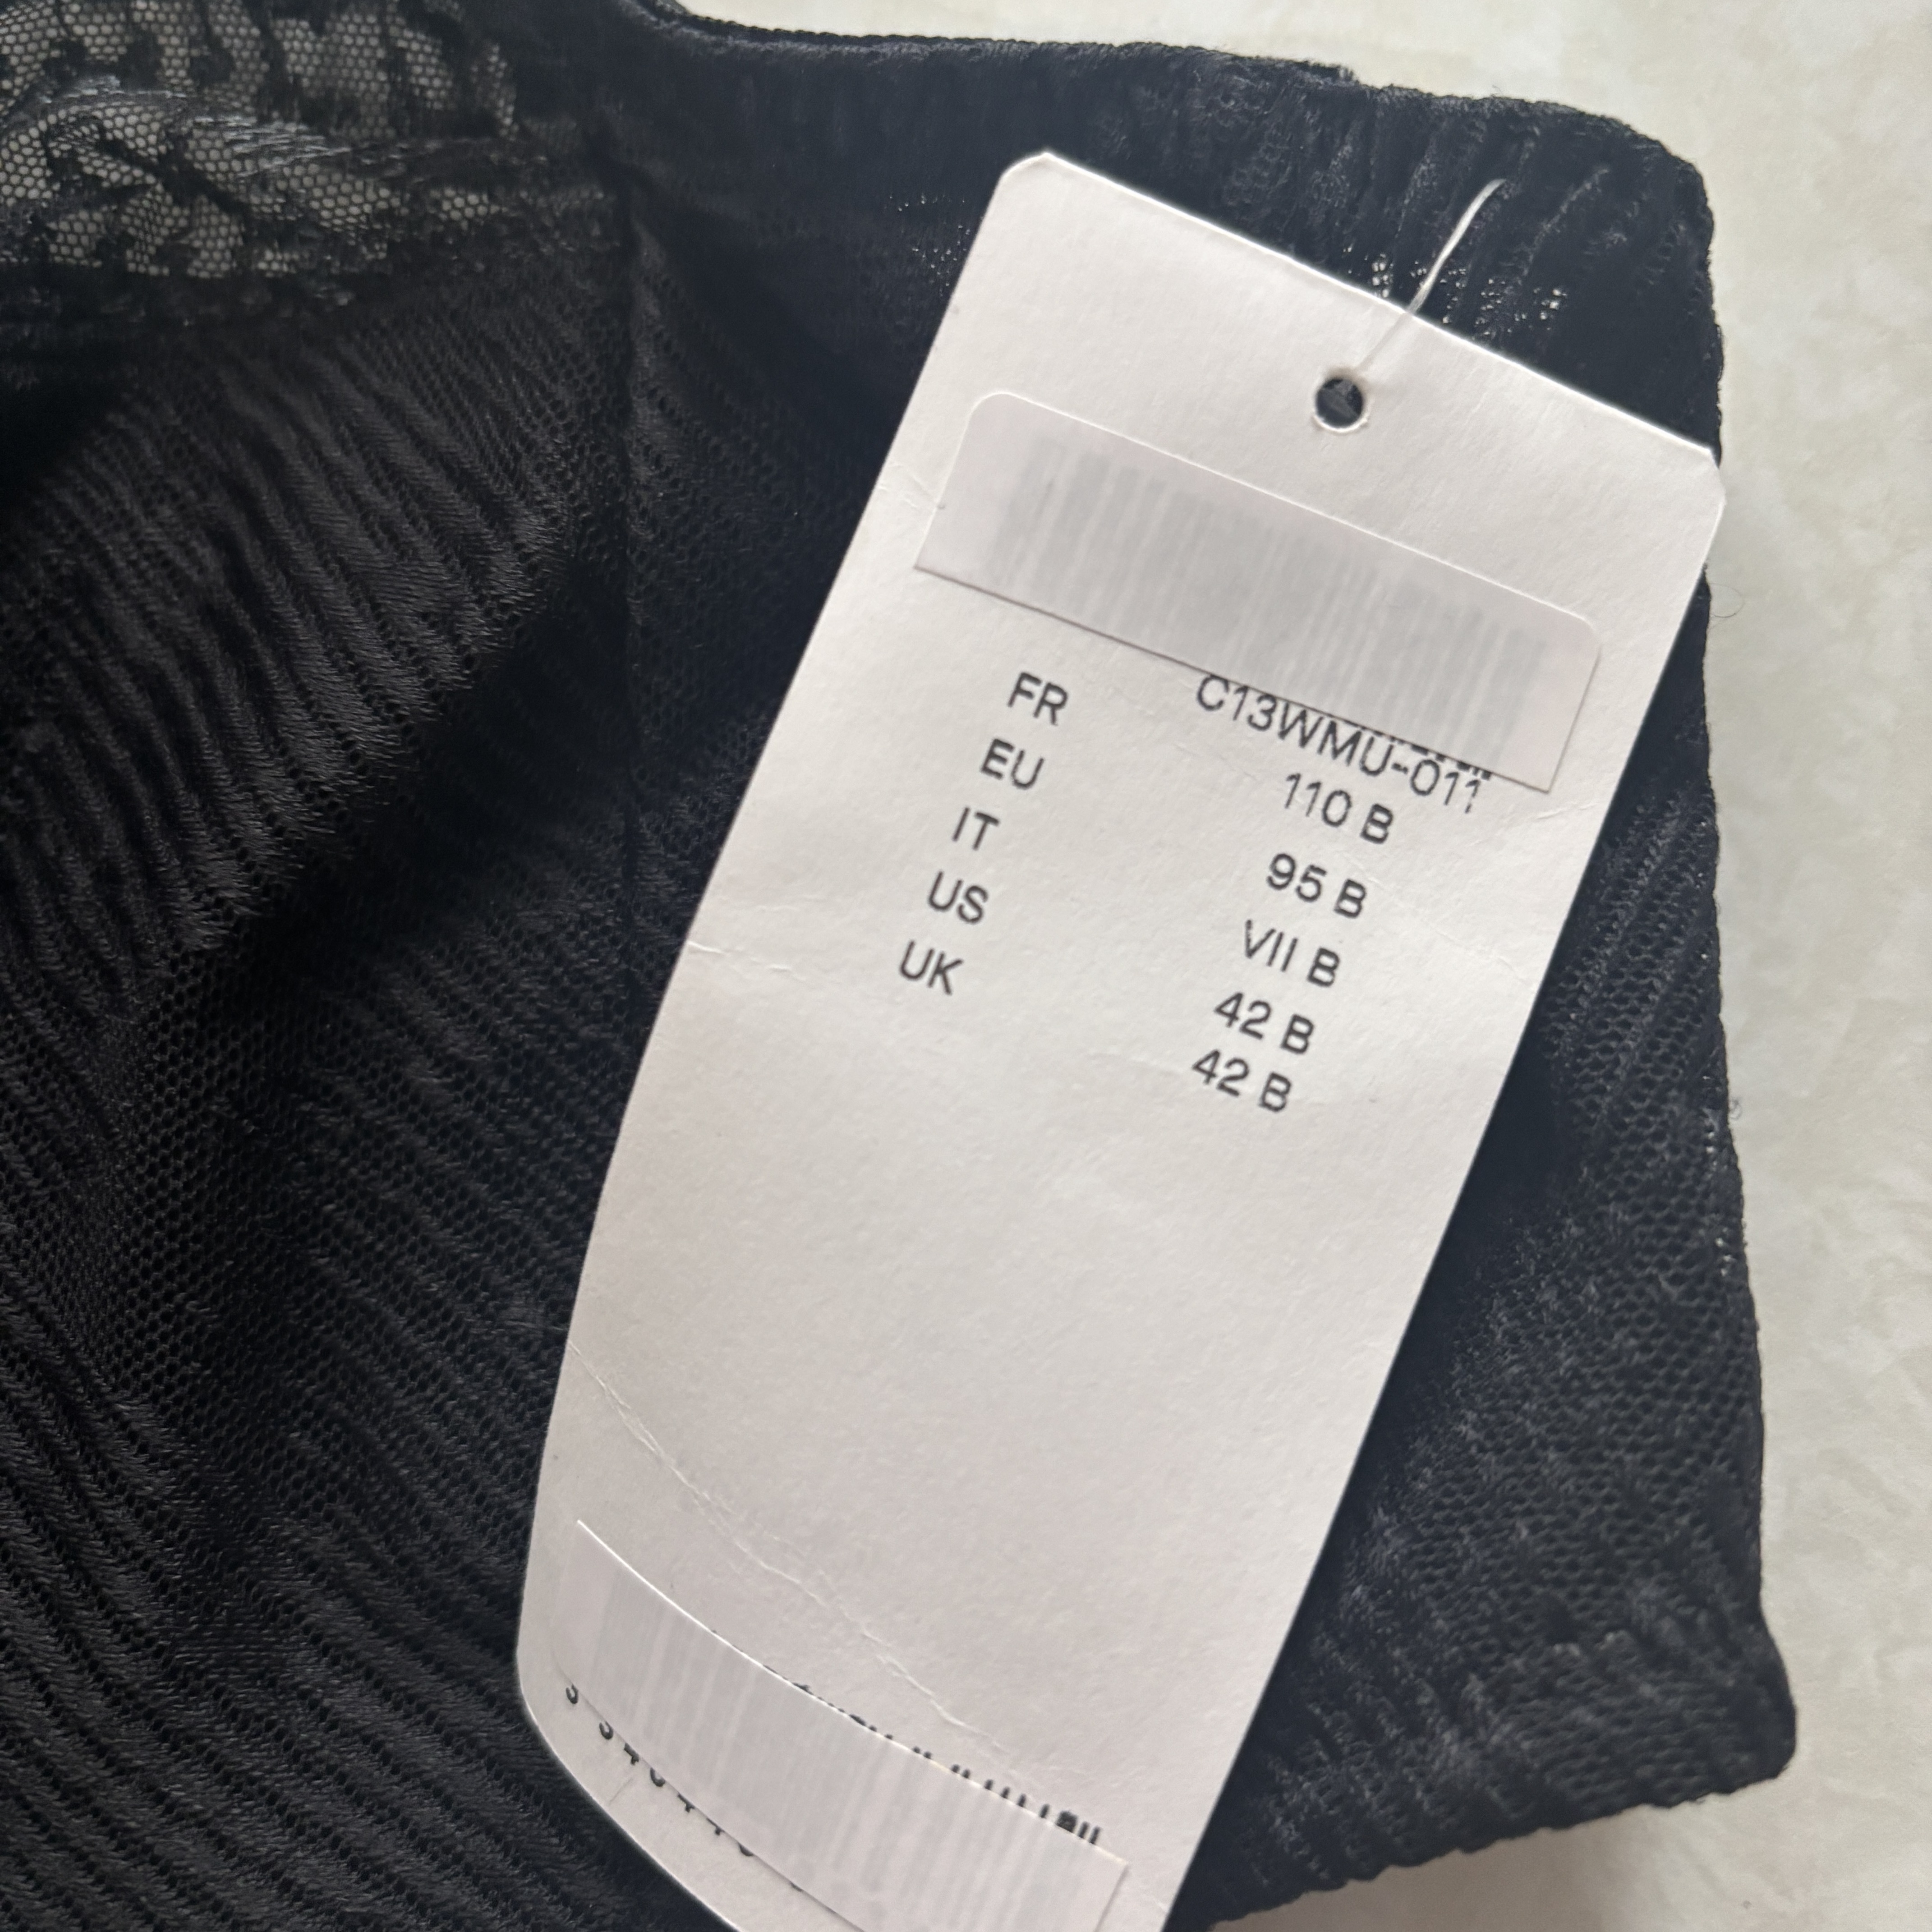 C13WMU-011
FR 110 B
EU 95 B
IT VII B
US 42 B
UK 42 B